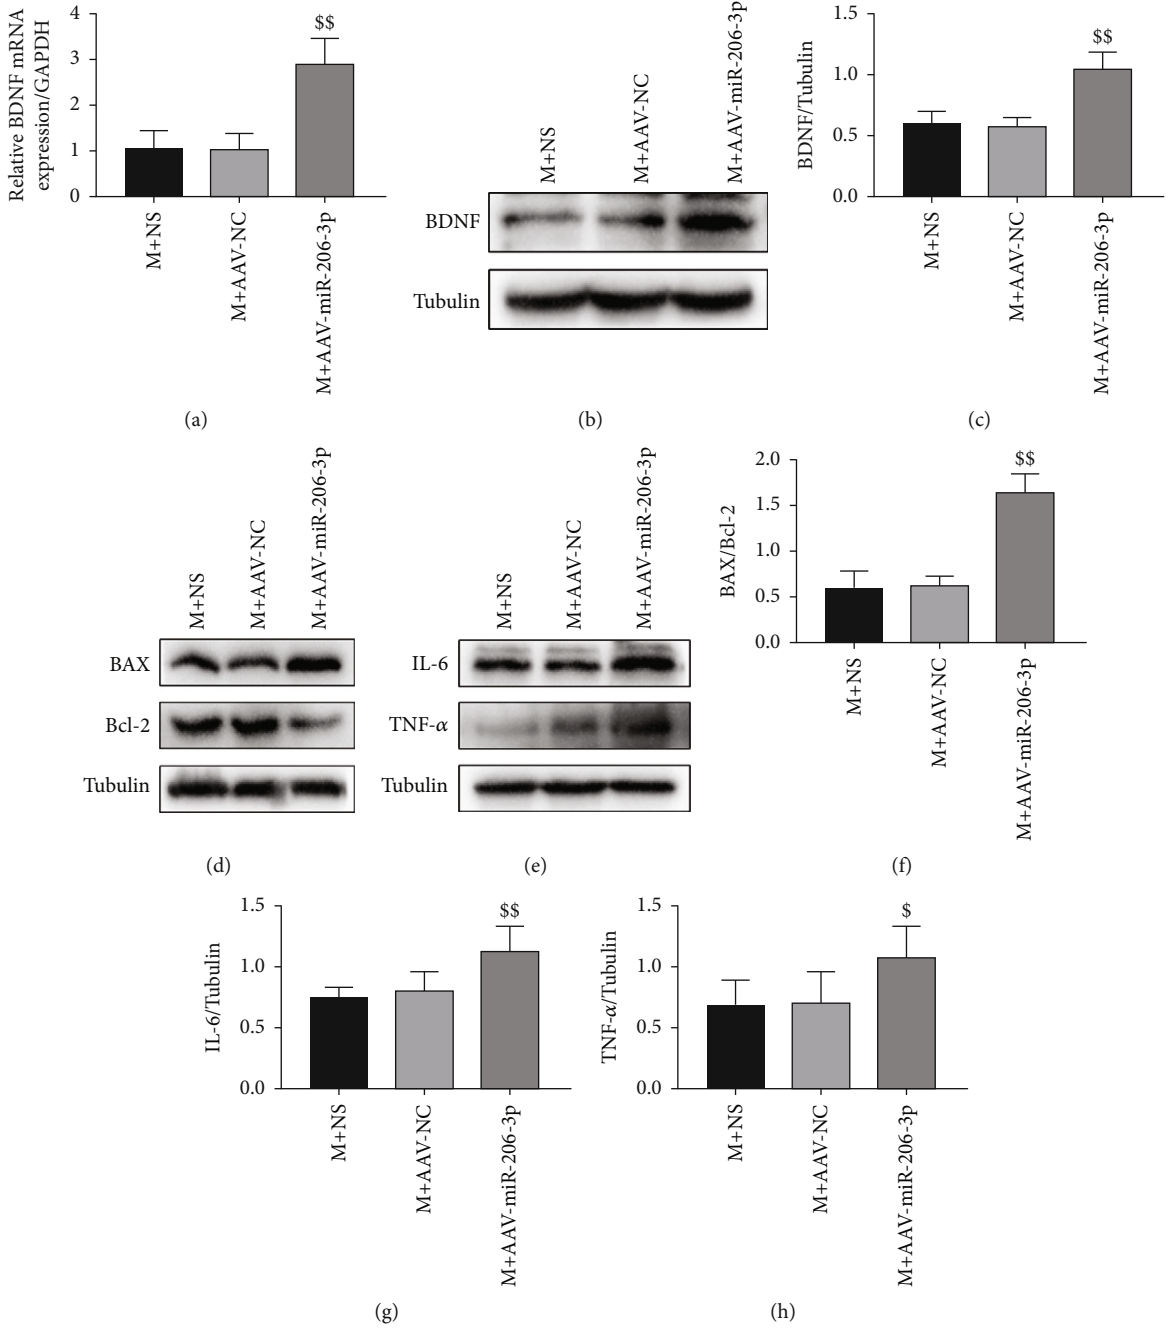 Relative BDNF mRNA
expression/GAPDH
4
3
2
1
0
$$
M+NS
M+AAV-NC
M+AAV-miR-206-3p
(a)
M+NS
M+AAV-NC
M+AAV-miR-206-3p
BDNF
Tubulin
(b)
BDNF/Tubulin
1.5
1.0
0.5
0.0
$$
M+NS
M+AAV-NC
M+AAV-miR-206-3p
(c)
M+NS
M+AAV-NC
M+AAV-miR-206-3p
BAX
Bcl-2
Tubulin
(d)
M+NS
M+AAV-NC
M+AAV-miR-206-3p
IL-6
TNF-α
Tubulin
(e)
BAX/Bcl-2
2.0
1.5
1.0
0.5
0.0
$$
M+NS
M+AAV-NC
M+AAV-miR-206-3p
(f)
IL-6/Tubulin
1.5
1.0
0.5
0.0
$$
M+NS
M+AAV-NC
M+AAV-miR-206-3p
(g)
TNF-α/Tubulin
1.5
1.0
0.5
0.0
$
M+NS
M+AAV-NC
M+AAV-miR-206-3p
(h)